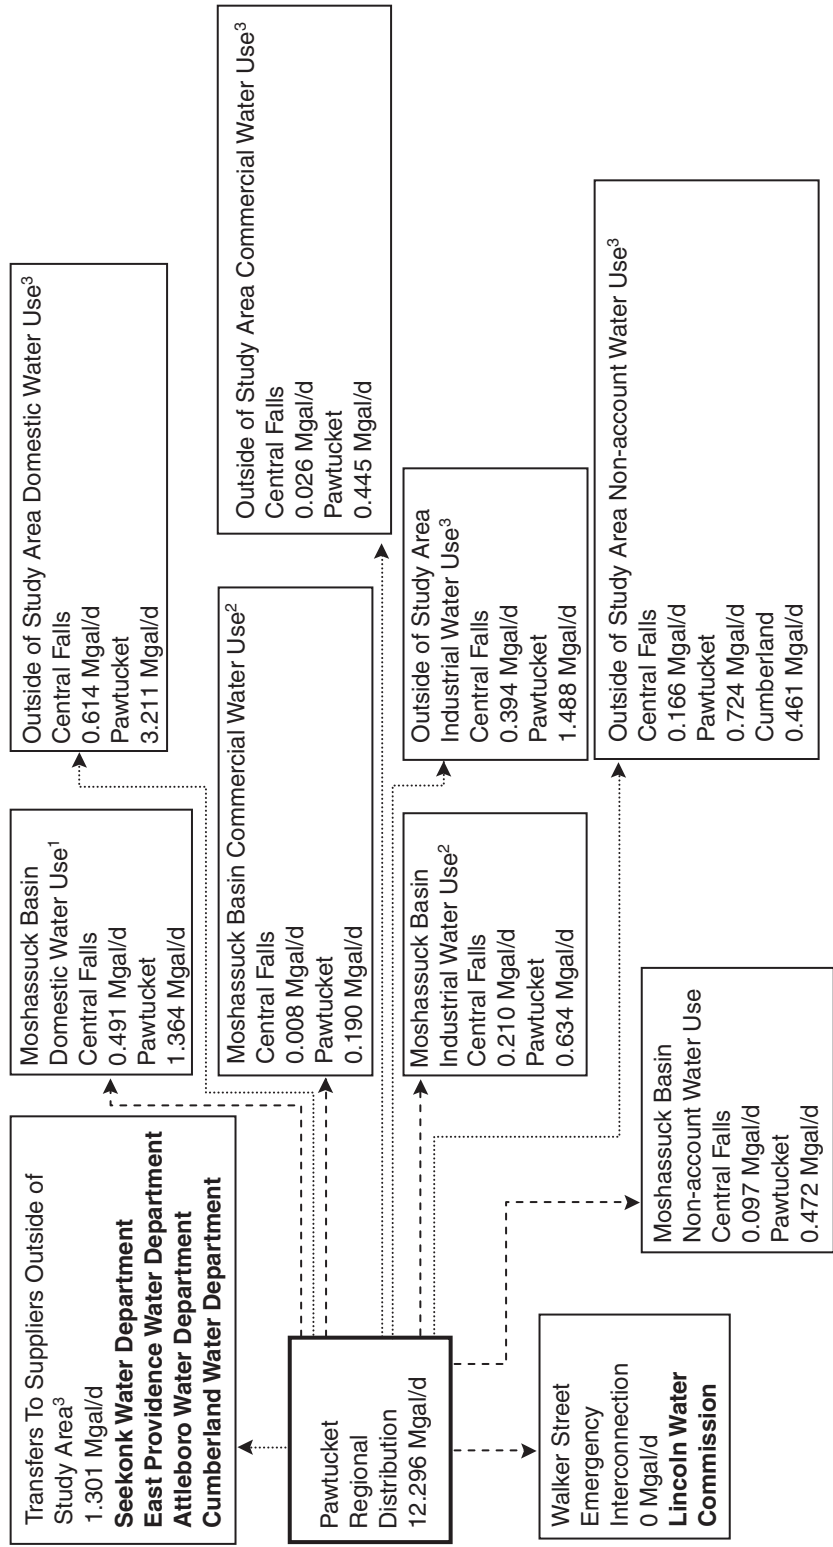 Transfers To Suppliers Outside of
Study Area³
1.301 Mgal/d
Seekonk Water Department
East Providence Water Department
Attleboro Water Department
Cumberland Water Department
Moshassuck Basin
Domestic Water Use¹
Central Falls
0.491 Mgal/d
Pawtucket
1.364 Mgal/d
Outside of Study Area Domestic Water Use³
Central Falls
0.614 Mgal/d
Pawtucket
3.211 Mgal/d
Moshassuck Basin Commercial Water Use²
Central Falls
0.008 Mgal/d
Pawtucket
0.190 Mgal/d
Outside of Study Area Commercial Water Use³
Central Falls
0.026 Mgal/d
Pawtucket
0.445 Mgal/d
Pawtucket
Regional
Distribution
12.296 Mgal/d
Moshassuck Basin
Industrial Water Use²
Central Falls
0.210 Mgal/d
Pawtucket
0.634 Mgal/d
Outside of Study Area
Industrial Water Use³
Central Falls
0.394 Mgal/d
Pawtucket
1.488 Mgal/d
Walker Street
Emergency
Interconnection
0 Mgal/d
Lincoln Water
Commission
Moshassuck Basin
Non-account Water Use
Central Falls
0.097 Mgal/d
Pawtucket
0.472 Mgal/d
Outside of Study Area Non-account Water Use³
Central Falls
0.166 Mgal/d
Pawtucket
0.724 Mgal/d
Cumberland
0.461 Mgal/d